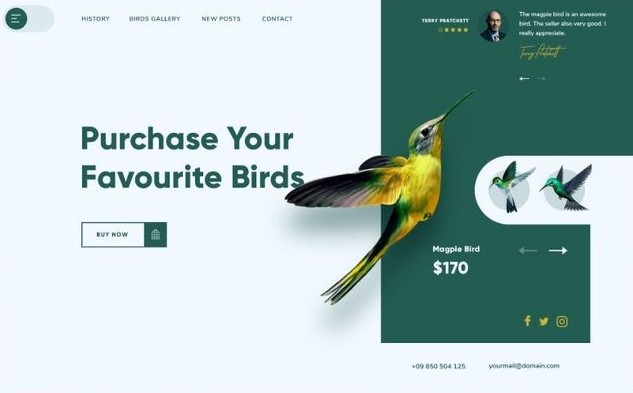 HISTORY
BIRDS GALLERY
NEW POSTS
CONTACT
TERRY PRATCHETT
The magpie bird is an awesome
bird. The seller also very good. I
really appreciate.
Terry Pratchett
Purchase Your
Favourite Birds
BUY NOW
Magpie Bird
$170
+09 850 504 125
yourmail@domain.com